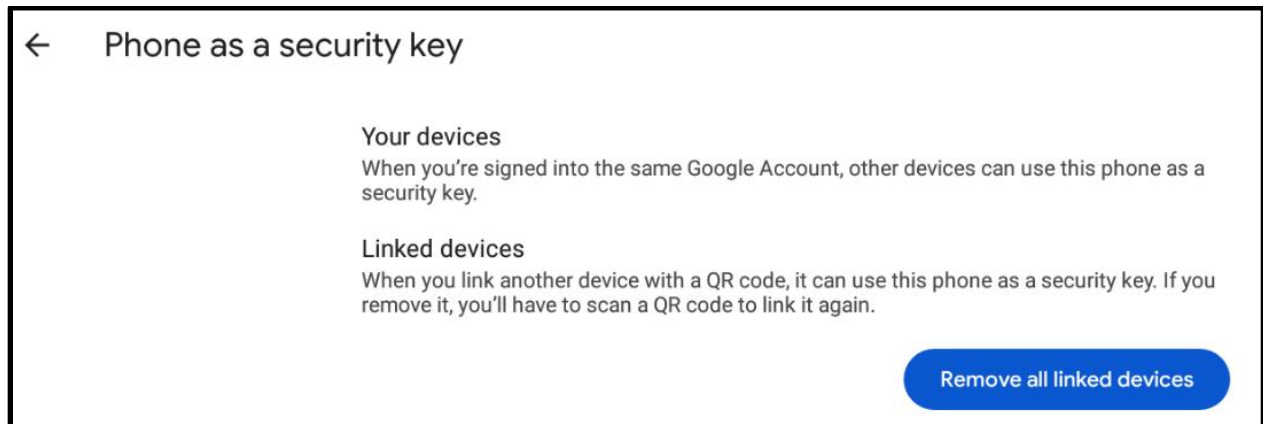 Phone as a security key
Your devices
When you’re signed into the same Google Account, other devices can use this phone as a
security key.
Linked devices
When you link another device with a QR code, it can use this phone as a security key. If you
remove it, you’ll have to scan a QR code to link it again.
Remove all linked devices